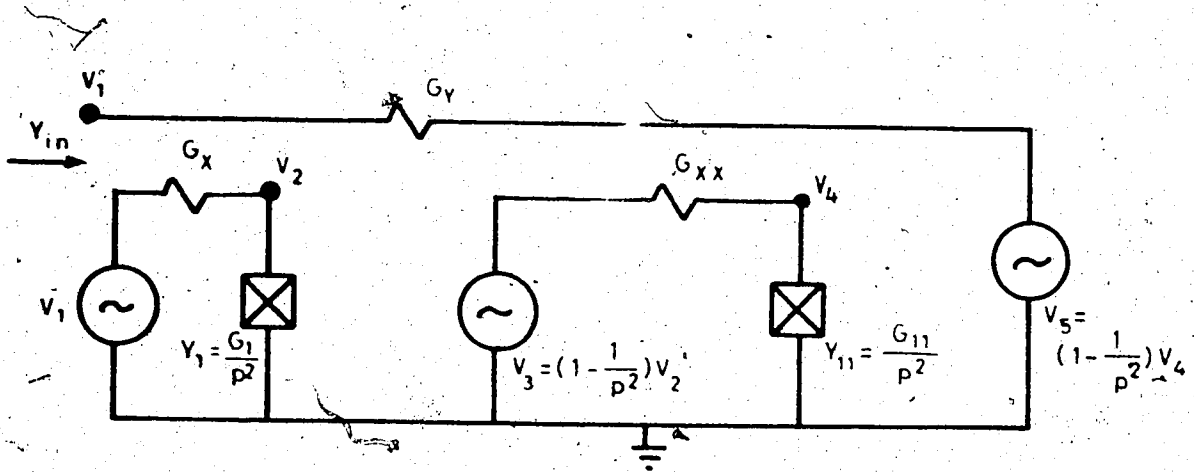 V1
GY
Yin
GX
V2
GXX
V4
V1
Y1 = G1/p2
V3 = (1 - 1/p2) V2
Y11 = G11/p2
V5 =
(1 - 1/p2) V4